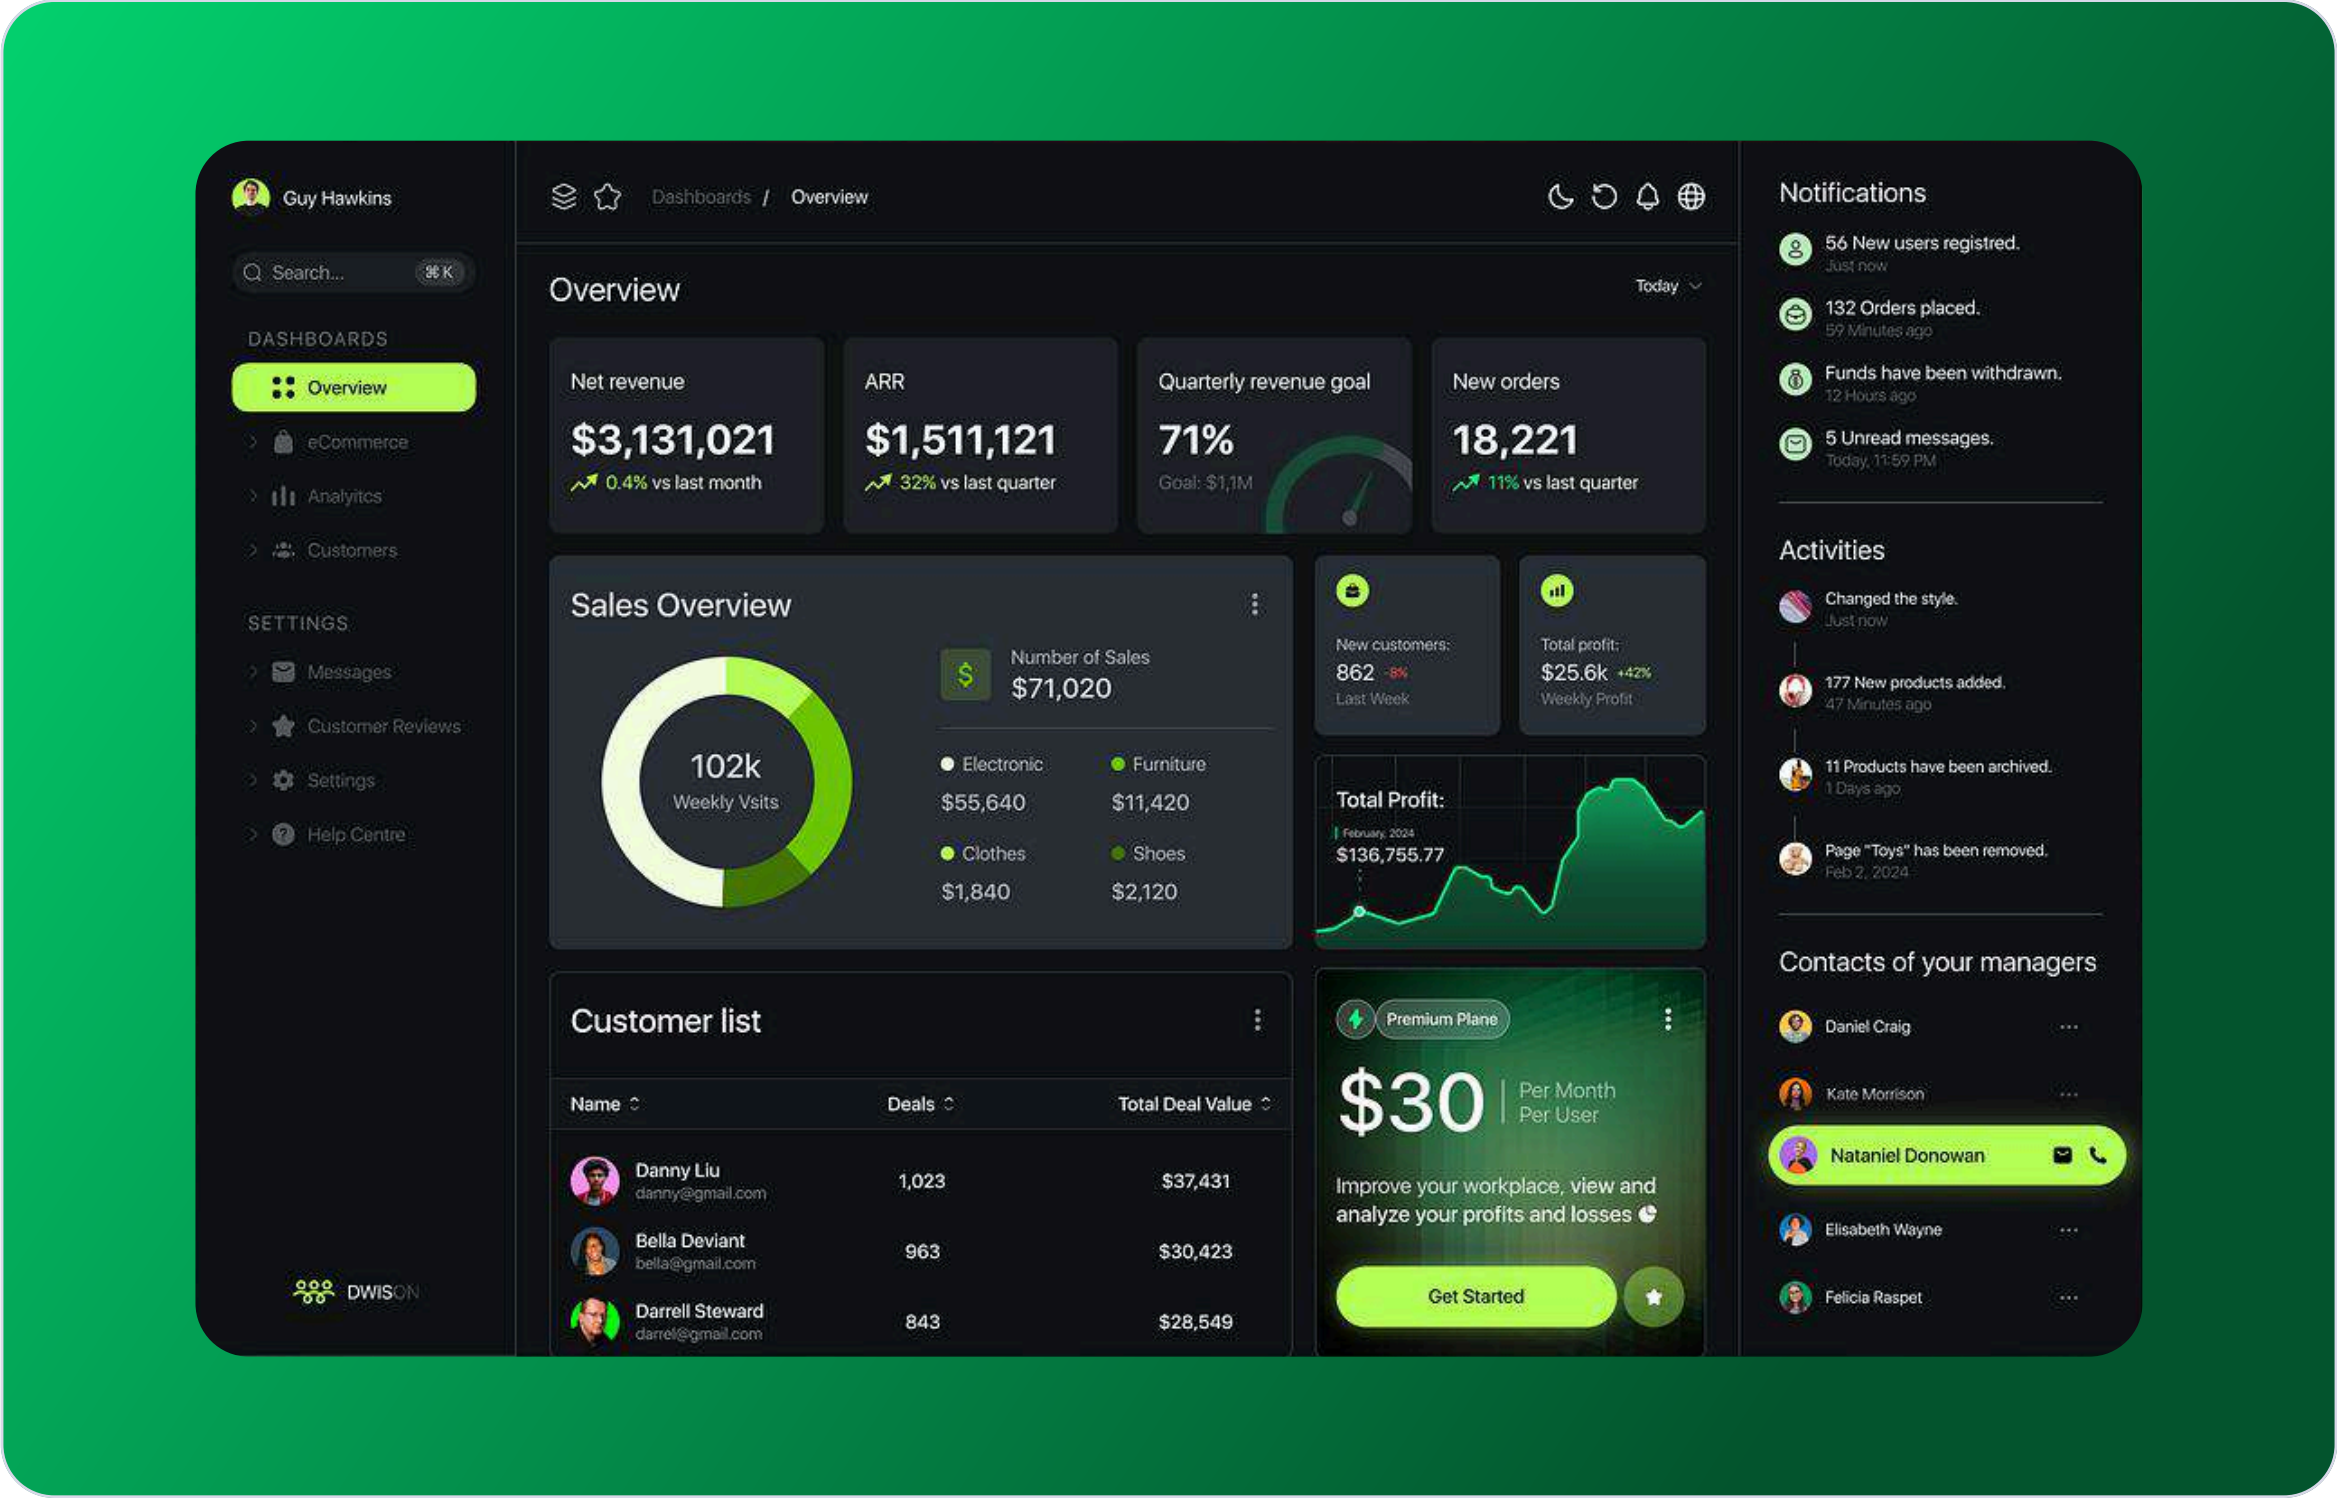 Guy Hawkins
Search...
⌘ K
DASHBOARDS
Overview
eCommerce
Analyitcs
Customers
SETTINGS
Messages
Customer Reviews
Settings
Help Centre
DWISON
Dashboards / Overview
Overview
Today
Net revenue
$3,131,021
0.4% vs last month
ARR
$1,511,121
32% vs last quarter
Quarterly revenue goal
71%
Goal: $1,1M
New orders
18,221
11% vs last quarter
Sales Overview
102k
Weekly Vsits
$
Number of Sales
$71,020
Electronic
$55,640
Furniture
$11,420
Clothes
$1,840
Shoes
$2,120
New customers:
862 -8%
Last Week
Total profit:
$25.6k +42%
Weekly Profit
Total Profit:
February, 2024
$136,755.77
Customer list
Name Deals Total Deal Value
Danny Liu
danny@gmail.com
1,023
$37,431
Bella Deviant
bella@gmail.com
963
$30,423
Darrell Steward
darrel@gmail.com
843
$28,549
Premium Plane
$30
Per Month
Per User
Improve your workplace, view and
analyze your profits and losses
Get Started
Notifications
56 New users registred.
Just now
132 Orders placed.
59 Minutes ago
Funds have been withdrawn.
12 Hours ago
5 Unread messages.
Today, 11:59 PM
Activities
Changed the style.
Just now
177 New products added.
47 Minutes ago
11 Products have been archived.
1 Days ago
Page "Toys" has been removed.
Feb 2, 2024
Contacts of your managers
Daniel Craig
Kate Morrison
Nataniel Donowan
Elisabeth Wayne
Felicia Raspet